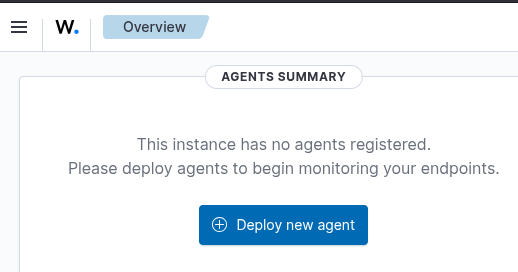 W.
Overview
AGENTS SUMMARY
This instance has no agents registered.
Please deploy agents to begin monitoring your endpoints.
Deploy new agent